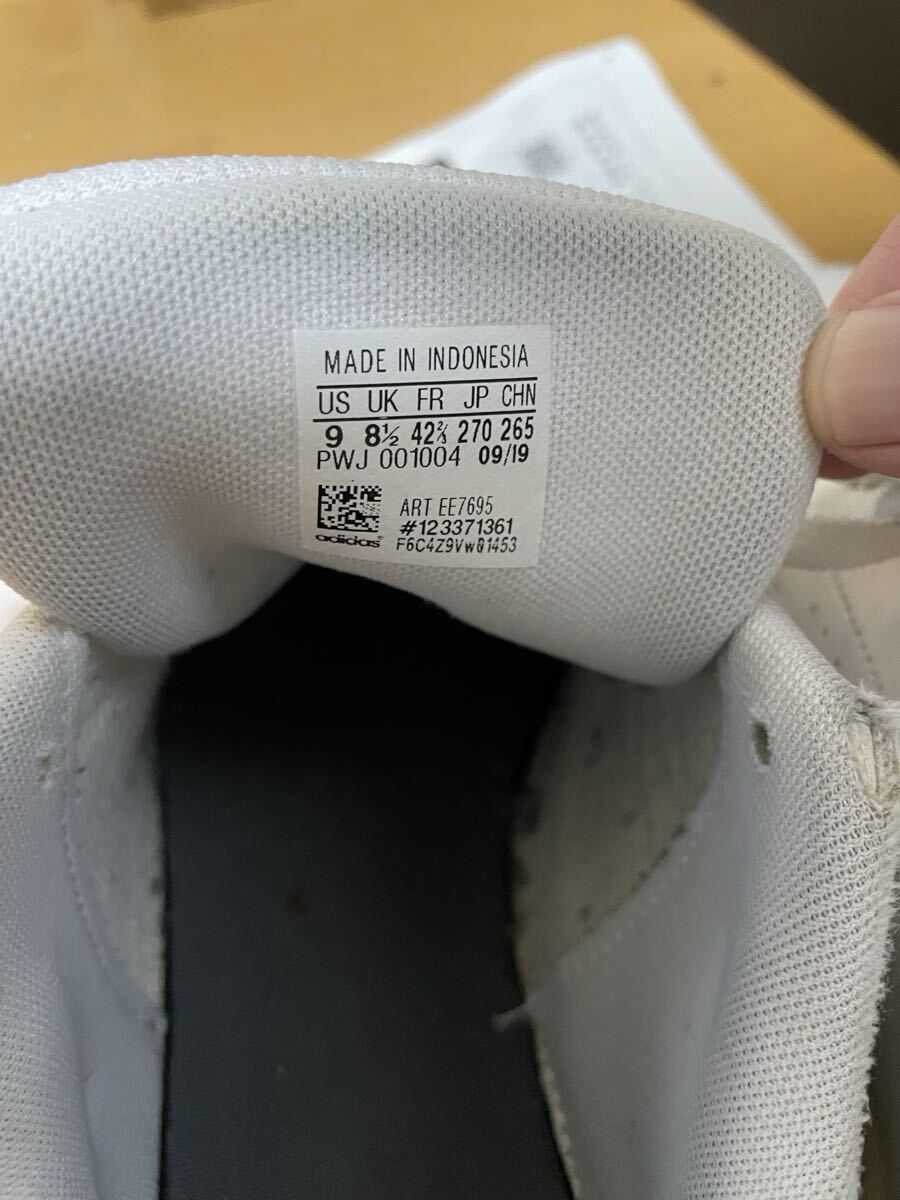 MADE IN INDONESIA
US UK FR JP CHN
9 8½ 42⅔ 270 265
PWJ 001004 09/19
ART EE7695
#123371361
adidas F6C4Z9Vw81453